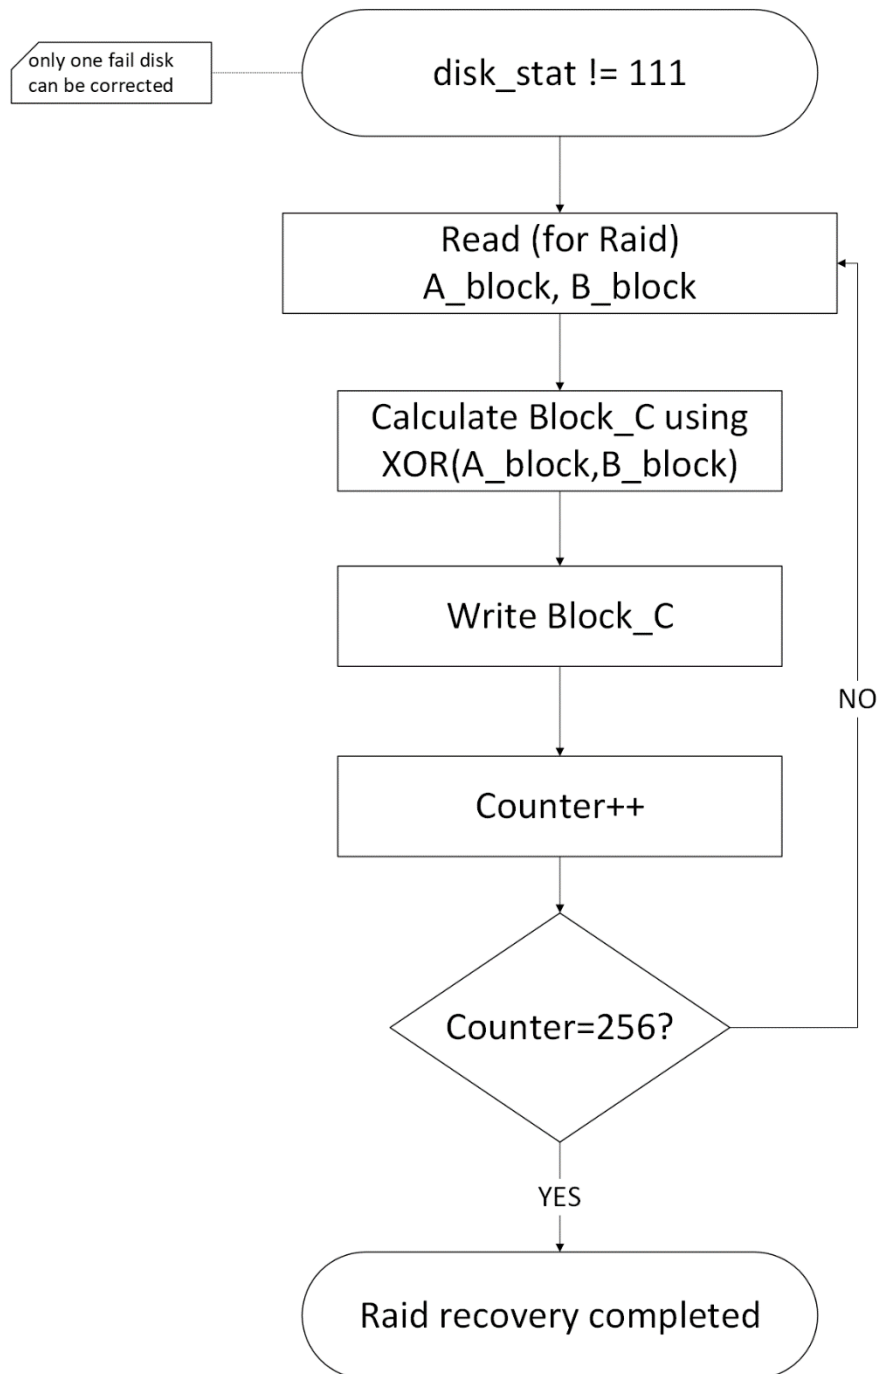 only one fail disk
can be corrected
disk_stat != 111
Read (for Raid)
A_block, B_block
Calculate Block_C using
XOR(A_block,B_block)
Write Block_C
NO
Counter++
Counter=256?
YES
Raid recovery completed